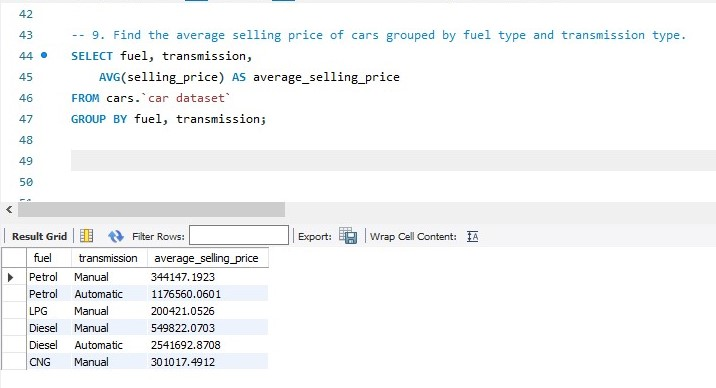 42
43 -- 9. Find the average selling price of cars grouped by fuel type and transmission type.
44 SELECT fuel, transmission,
45 AVG(selling_price) AS average_selling_price
46 FROM cars.`car dataset`
47 GROUP BY fuel, transmission;
48
49
50
Result Grid Filter Rows: Export: Wrap Cell Content:
fuel transmission average_selling_price
Petrol Manual 344147.1923
Petrol Automatic 1176560.0601
LPG Manual 200421.0526
Diesel Manual 549822.0703
Diesel Automatic 2541692.8708
CNG Manual 301017.4912